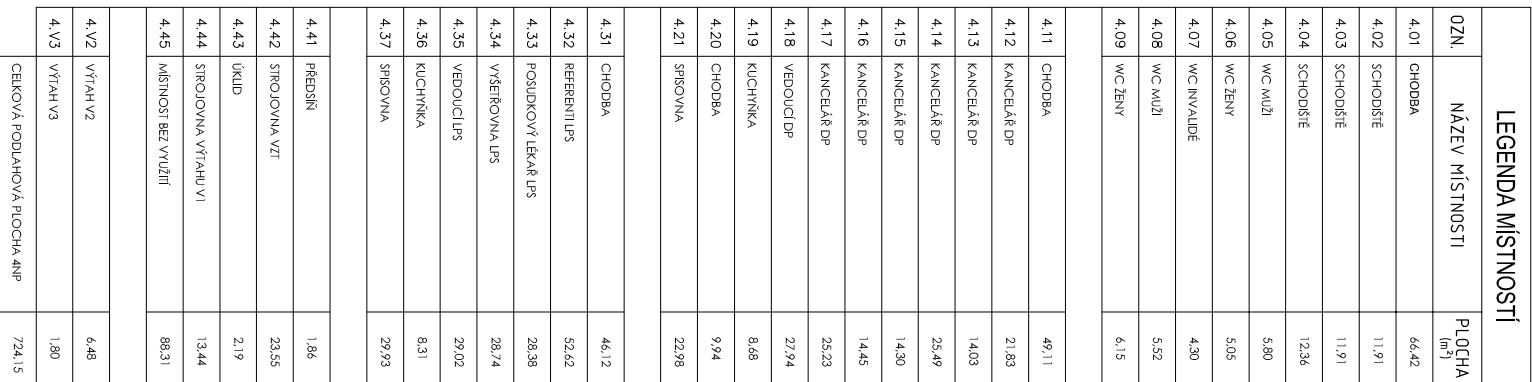 LEGENDA MÍSTNOSTÍ
OZN. NÁZEV MÍSTNOSTI PLOCHA (m²)
4.01 CHODBA 66,42
4.02 SCHODIŠTĚ 11,91
4.03 SCHODIŠTĚ 11,91
4.04 SCHODIŠTĚ 12,36
4.05 WC MUŽI 5,80
4.06 WC ŽENY 5,05
4.07 WC INVALIDÉ 4,30
4.08 WC MUŽI 5,52
4.09 WC ŽENY 6,15
4.11 CHODBA 49,11
4.12 KANCELÁŘ DP 21,83
4.13 KANCELÁŘ DP 14,03
4.14 KANCELÁŘ DP 25,49
4.15 KANCELÁŘ DP 14,30
4.16 KANCELÁŘ DP 14,45
4.17 KANCELÁŘ DP 25,23
4.18 VEDOUCÍ DP 27,94
4.19 KUCHYŇKA 8,68
4.20 CHODBA 9,94
4.21 SPISOVNA 22,98
4.31 CHODBA 46,12
4.32 REFERENTI LPS 52,62
4.33 POSUDKOVÝ LÉKAŘ LPS 28,38
4.34 VYŠETŘOVNA LPS 28,74
4.35 VEDOUCÍ LPS 29,02
4.36 KUCHYŇKA 8,31
4.37 SPISOVNA 29,93
4.41 PŘEDSÍŇ 1,86
4.42 STROJOVNA VZT 23,55
4.43 ÚKLID 2,19
4.44 STROJOVNA VÝTAHU V1 13,44
4.45 MÍSTNOST BEZ VYUŽITÍ 88,31
4.V2 VÝTAH V2 6,48
4.V3 VÝTAH V3 1,80
CELKOVÁ PODLAHOVÁ PLOCHA 4NP 724,15